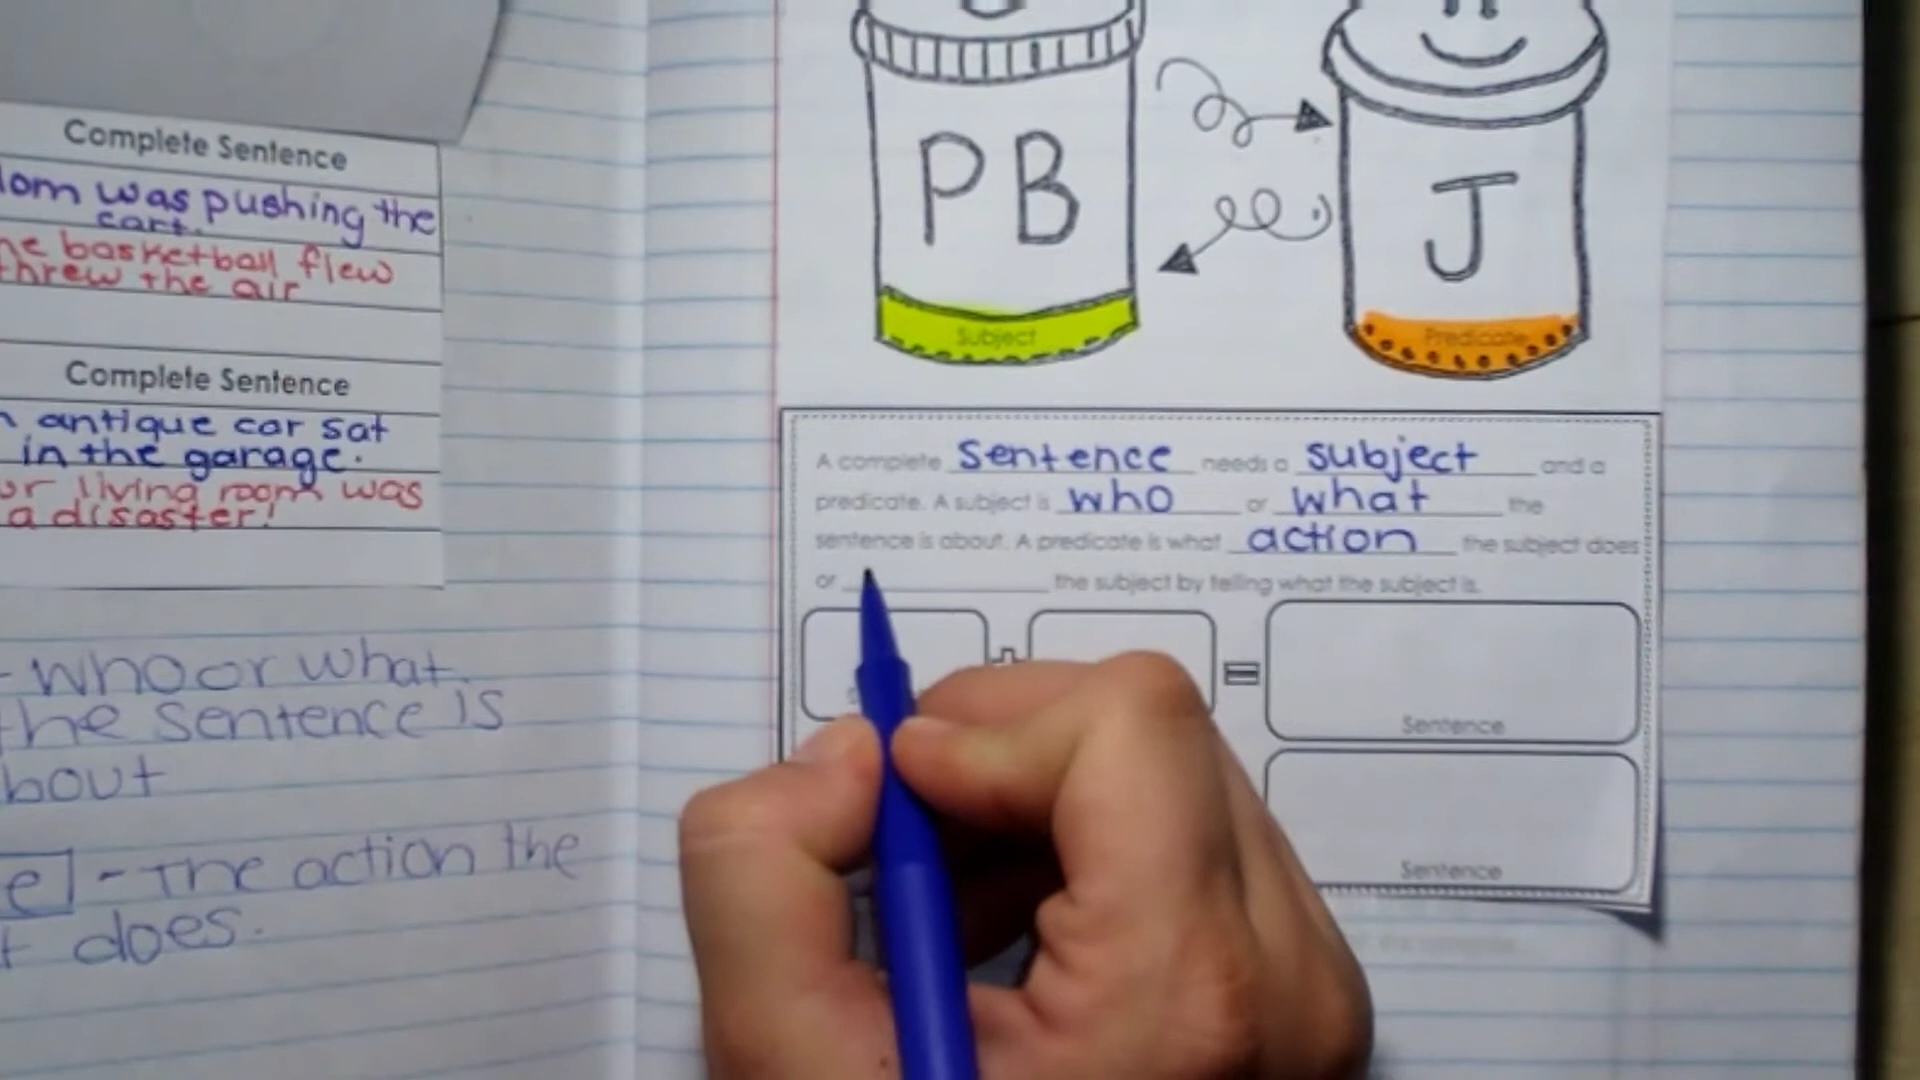 Complete Sentence
was pushing the
cart.
basketball flew
threw the air
Complete Sentence
antique car sat
in the garage.
living room was
a disaster!
- who or what
the sentence is
- The action the
does.
PB
J
Subject
Predicate
A complete sentence needs a subject and a
predicate. A subject is who or what the
sentence is about. A predicate is what action the subject does
or the subject by telling what the subject is.
+ =
Sentence
Sentence